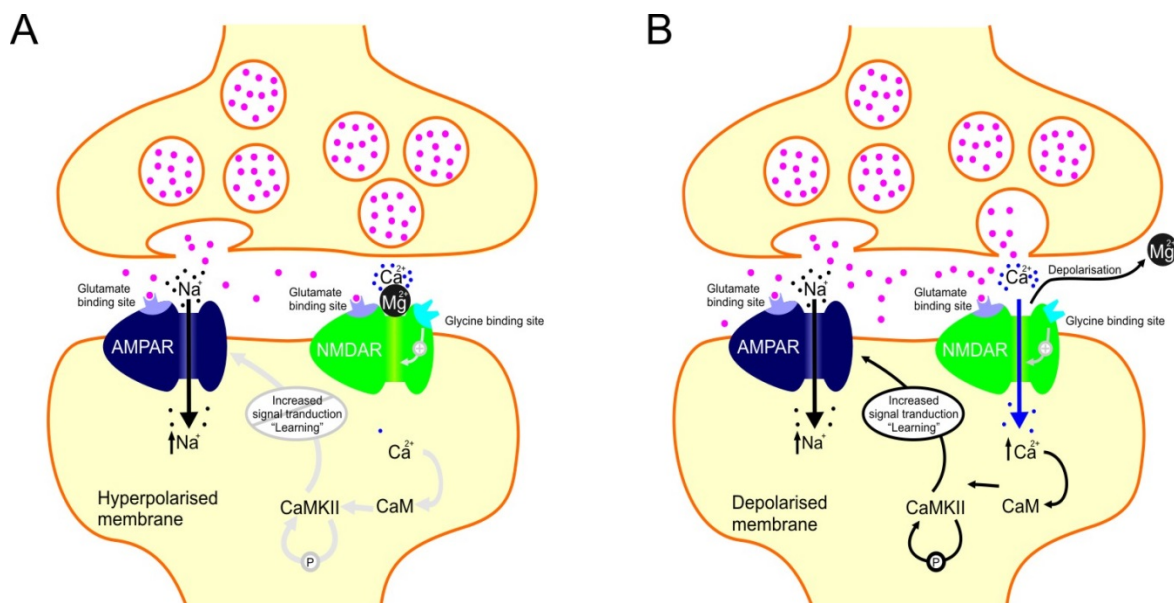 A
Glutamate
binding site
Na+
AMPAR
Na+
Hyperpolarised
membrane
Increased
signal tranduction
“Learning”
CaMKII
P
Glutamate
binding site
Ca2+
Mg2+
NMDAR
+
Glycine binding site
Ca2+
CaM
B
Glutamate
binding site
Na+
AMPAR
Na+
Depolarised
membrane
Increased
signal tranduction
“Learning”
CaMKII
P
Glutamate
binding site
Ca2+
Depolarisation
Mg2+
NMDAR
+
Glycine binding site
Ca2+
CaM